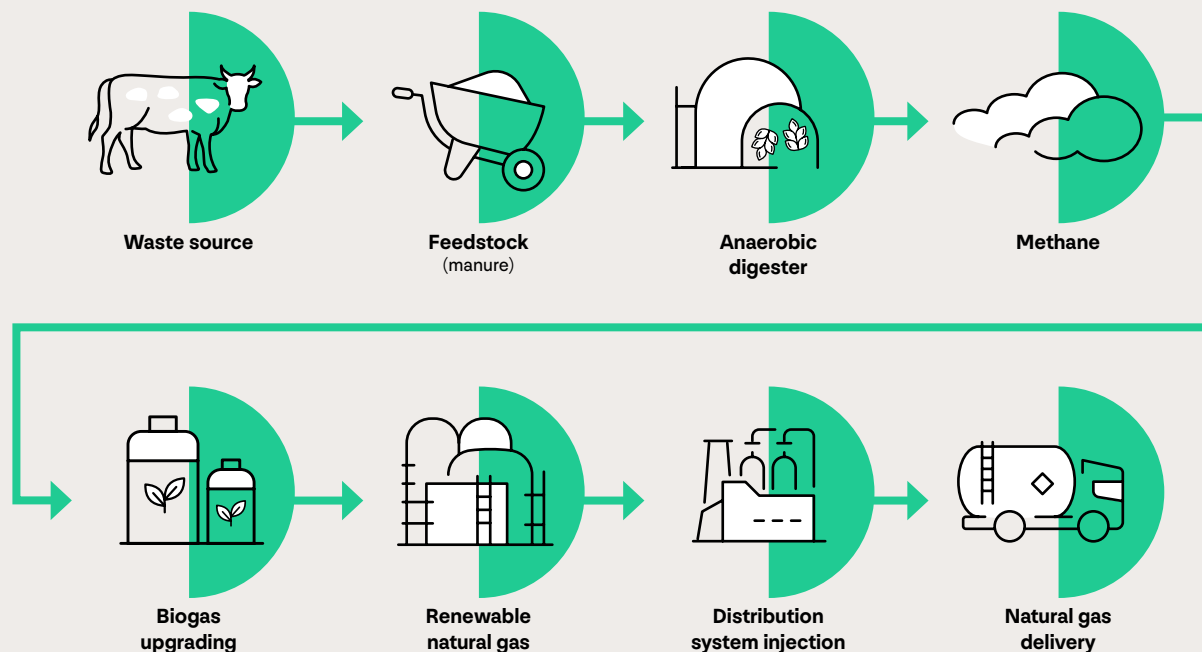 Waste source
Feedstock
(manure)
Anaerobic
digester
Methane
Biogas
upgrading
Renewable
natural gas
Distribution
system injection
Natural gas
delivery